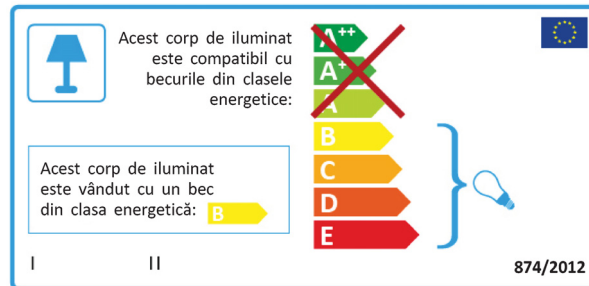 Acest corp de iluminat
este compatibil cu
becurile din clasele
energetice:
A++
A+
A
B
C
D
E
Acest corp de iluminat
este vândut cu un bec
din clasa energetică: B
I II
874/2012